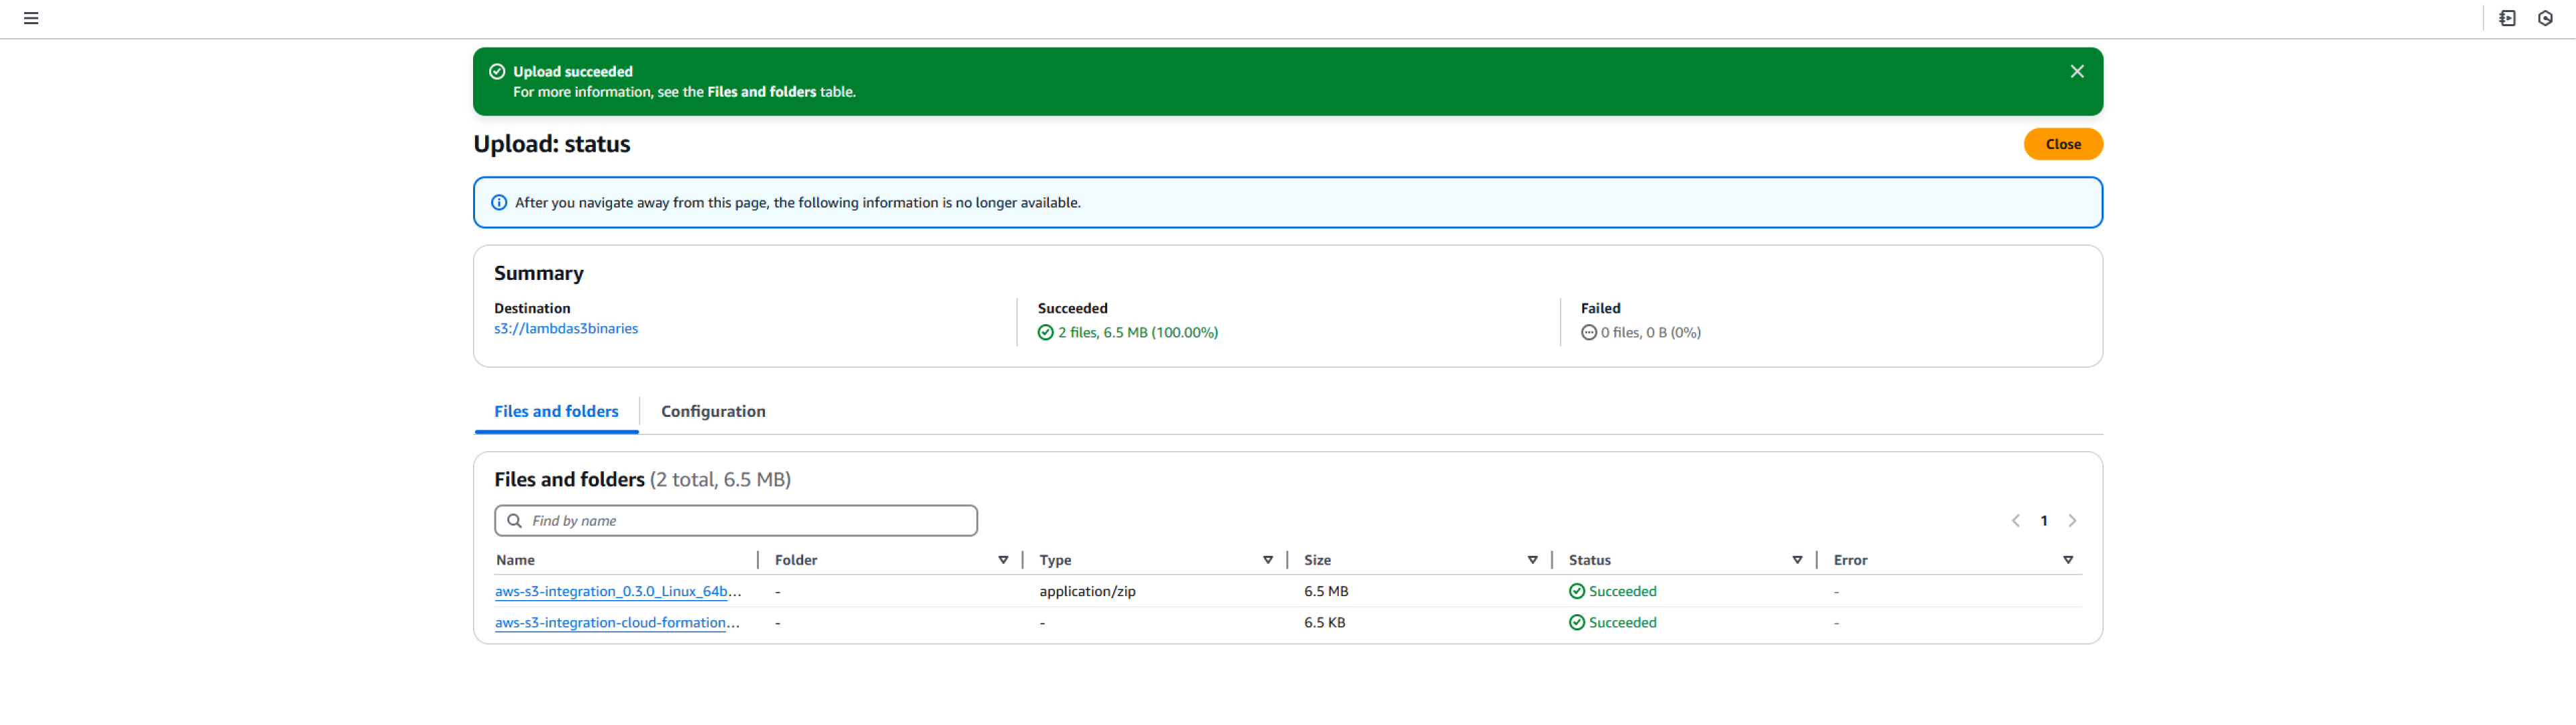 Upload succeeded
For more information, see the Files and folders table.
Upload: status
Close
After you navigate away from this page, the following information is no longer available.
Summary
Destination
s3://lambdas3binaries
Succeeded
2 files, 6.5 MB (100.00%)
Failed
0 files, 0 B (0%)
Files and folders
Configuration
Files and folders (2 total, 6.5 MB)
Find by name
1
Name Folder Type Size Status Error
aws-s3-integration_0.3.0_Linux_64b... - application/zip 6.5 MB Succeeded -
aws-s3-integration-cloud-formation... - - 6.5 KB Succeeded -